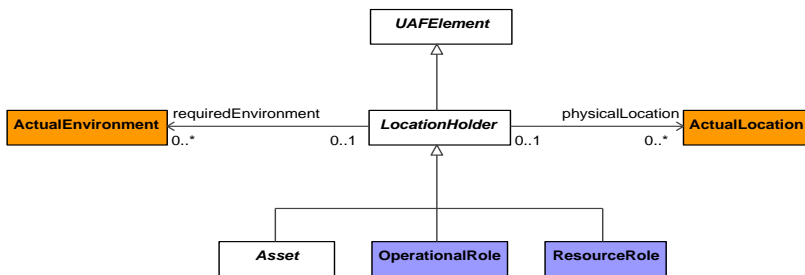 UAFElement
requiredEnvironment
physicalLocation
ActualEnvironment
LocationHolder
ActualLocation
0..*
0..1
0..1
0..*
Asset
OperationalRole
ResourceRole